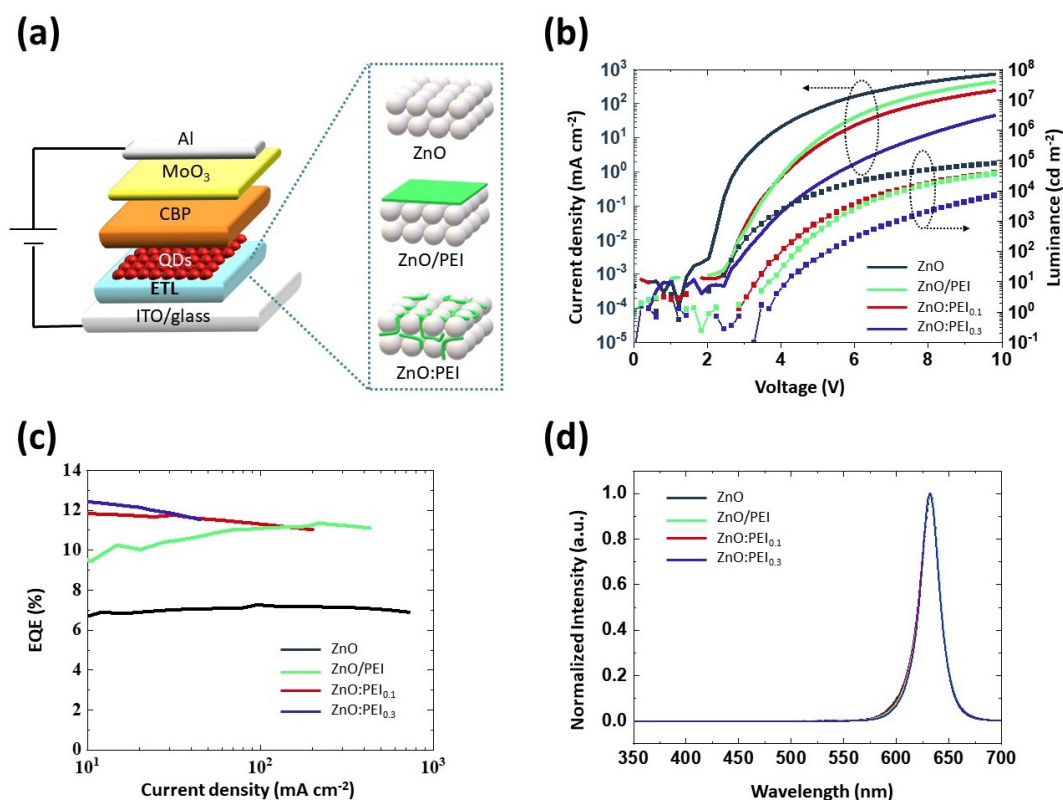 (a)
Al
MoO₃
CBP
QDs
ETL
ITO/glass
ZnO
ZnO/PEI
ZnO:PEI
(b)
Current density (mA cm⁻²)
10³
10²
10¹
10⁰
10⁻¹
10⁻²
10⁻³
10⁻⁴
10⁻⁵
0 2 4 6 8 10
Voltage (V)
10⁸
10⁷
10⁶
10⁵
10⁴
10³
10²
10¹
10⁰
10⁻¹
Luminance (cd m⁻²)
ZnO
ZnO/PEI
ZnO:PEI₀.₁
ZnO:PEI₀.₃
(c)
EQE (%)
14
12
10
8
6
4
2
0
10¹ 10² 10³
Current density (mA cm⁻²)
ZnO
ZnO/PEI
ZnO:PEI₀.₁
ZnO:PEI₀.₃
(d)
Normalized Intensity (a.u.)
1.0
0.8
0.6
0.4
0.2
0.0
350 400 450 500 550 600 650 700
Wavelength (nm)
ZnO
ZnO/PEI
ZnO:PEI₀.₁
ZnO:PEI₀.₃